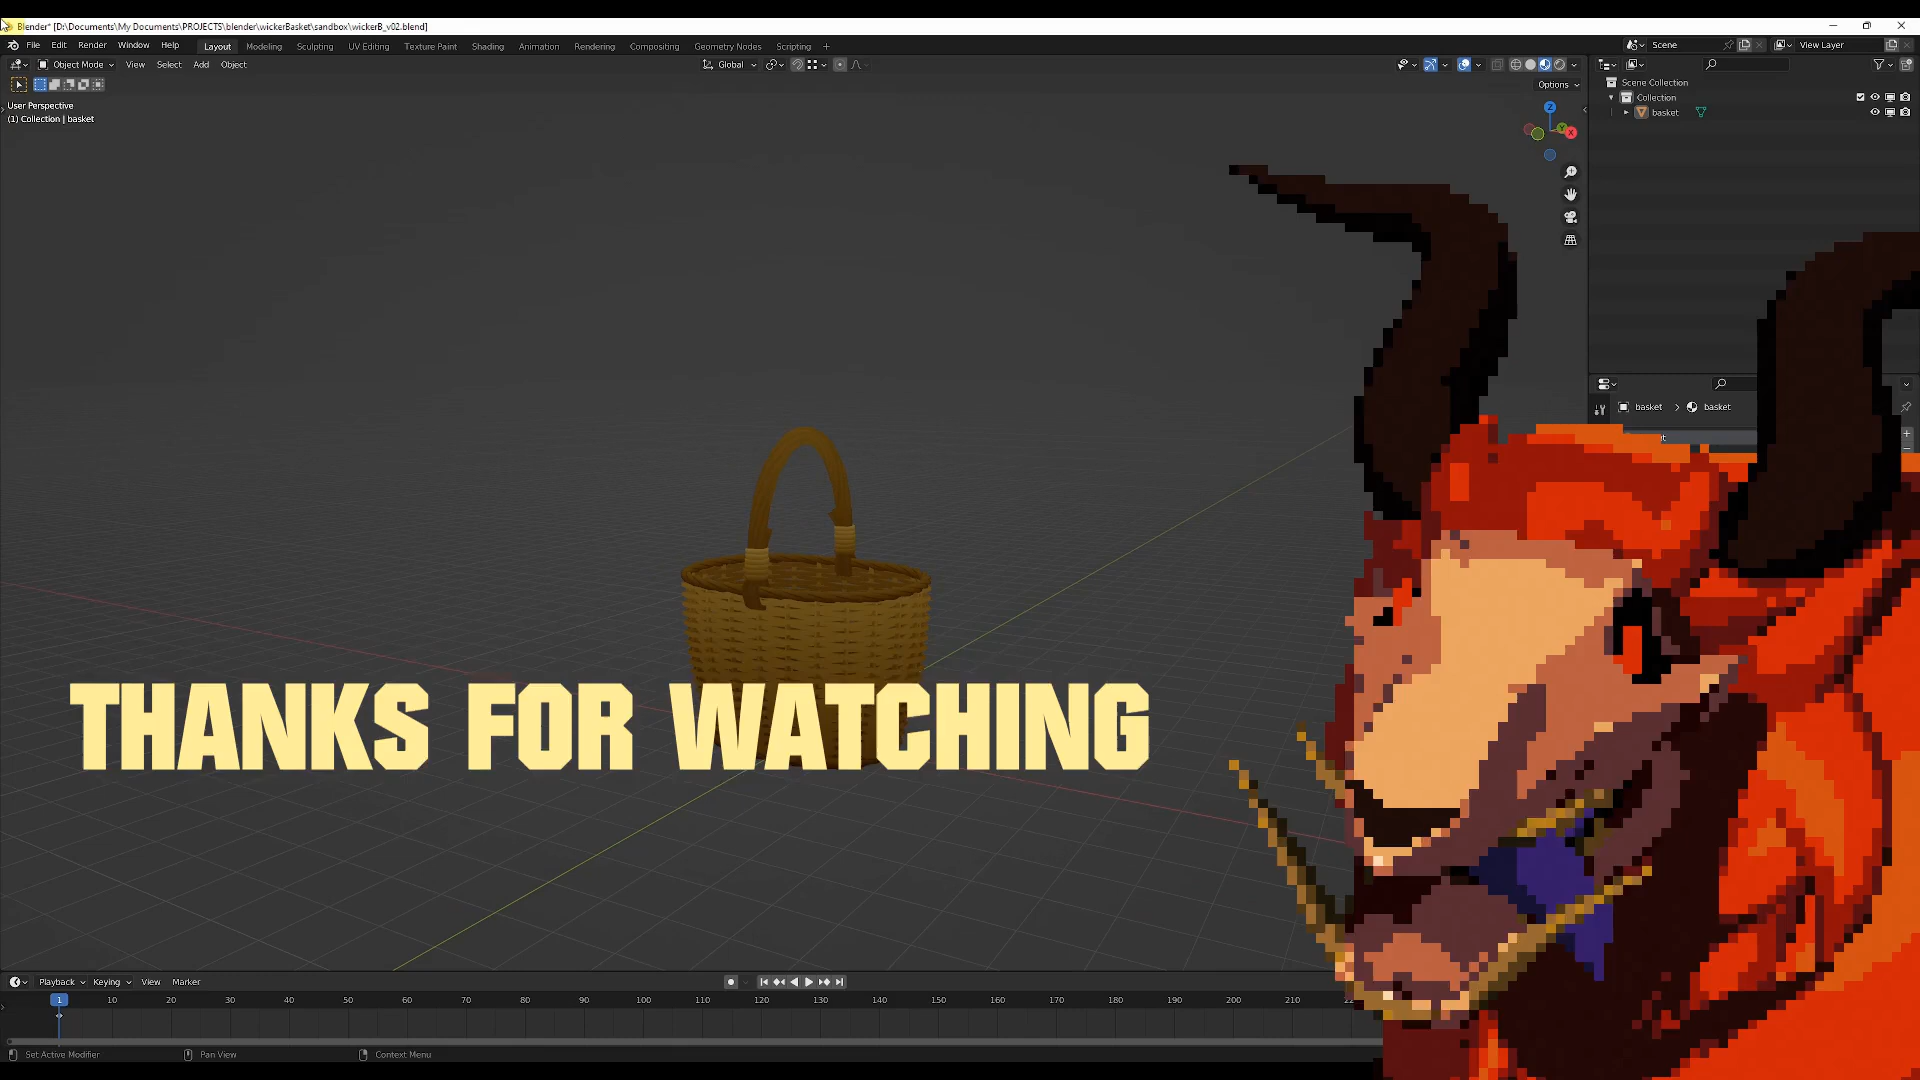 Blender* [D:\Documents\My Documents\PROJECTS\blender\wickerBasket\sandbox\wickerB_v02.blend]
File Edit Render Window Help Layout Modeling Sculpting UV Editing Texture Paint Shading Animation Rendering Compositing Geometry Nodes Scripting + Scene View Layer
Object Mode View Select Add Object Global
Options
User Perspective
(1) Collection | basket
Scene Collection
Collection
basket
Z
Y
X
basket > basket
THANKS FOR WATCHING
Playback Keying View Marker
1 10 20 30 40 50 60 70 80 90 100 110 120 130 140 150 160 170 180 190 200 210
Set Active Modifier Pan View Context Menu